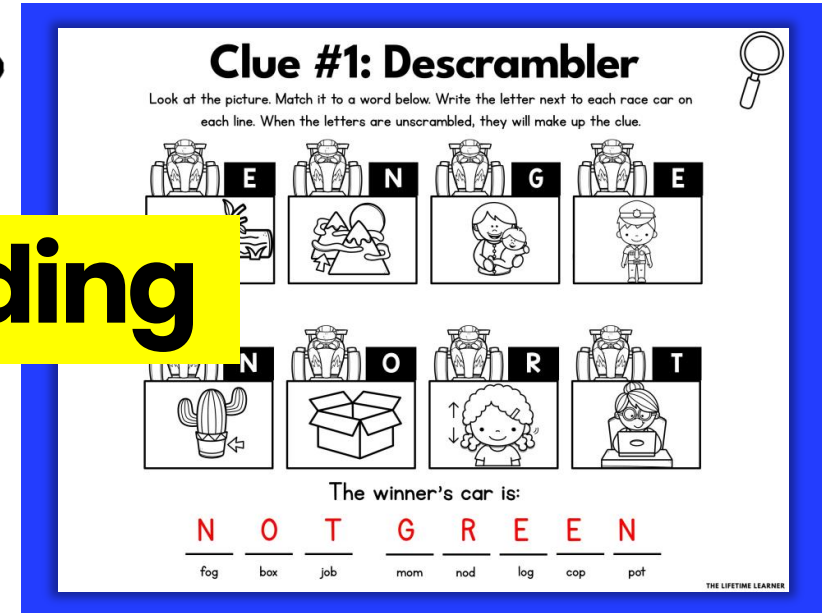 Clue #1: Descrambler
Look at the picture. Match it to a word below. Write the letter next to each race car on
each line. When the letters are unscrambled, they will make up the clue.
E N G E
ding
N O R T
The winner's car is:
N O T G R E E N
fog box job mom nod log cop pot
THE LIFETIME LEARNER